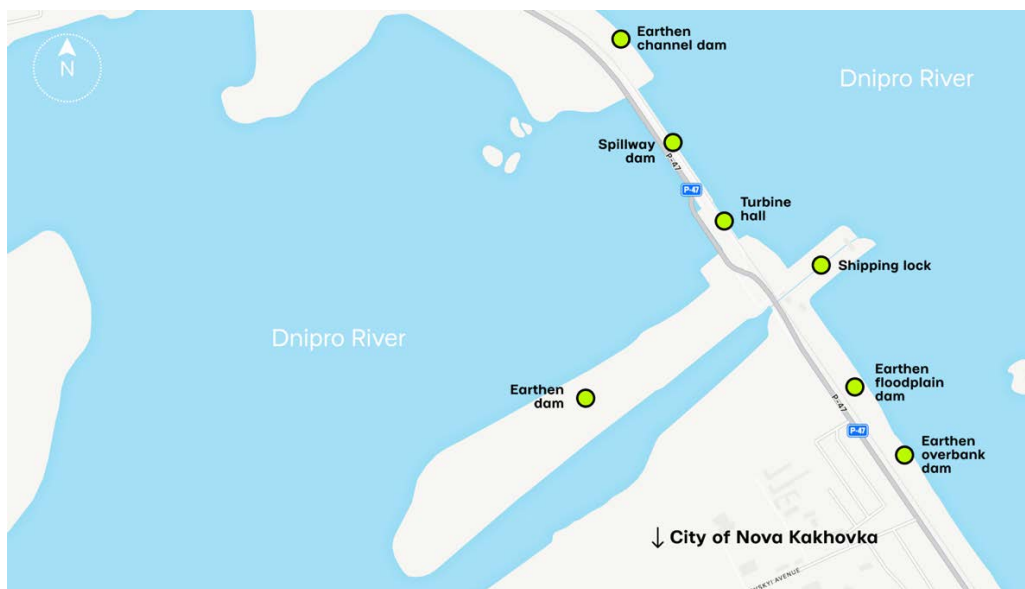 Earthen
channel dam
N
Dnipro River
Spillway
dam
P-47
P-47
Turbine
hall
Shipping lock
Dnipro River
Earthen
floodplain
dam
Earthen
dam
P-47
P-47
Earthen
overbank
dam
↓ City of Nova Kakhovka
AVENUE